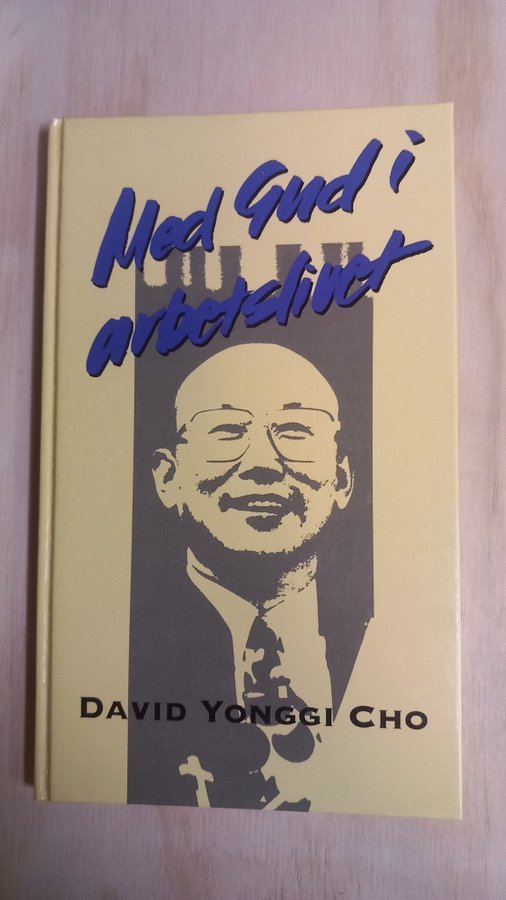 Med Gud i
arbetslivet
DAVID YONGGI CHO